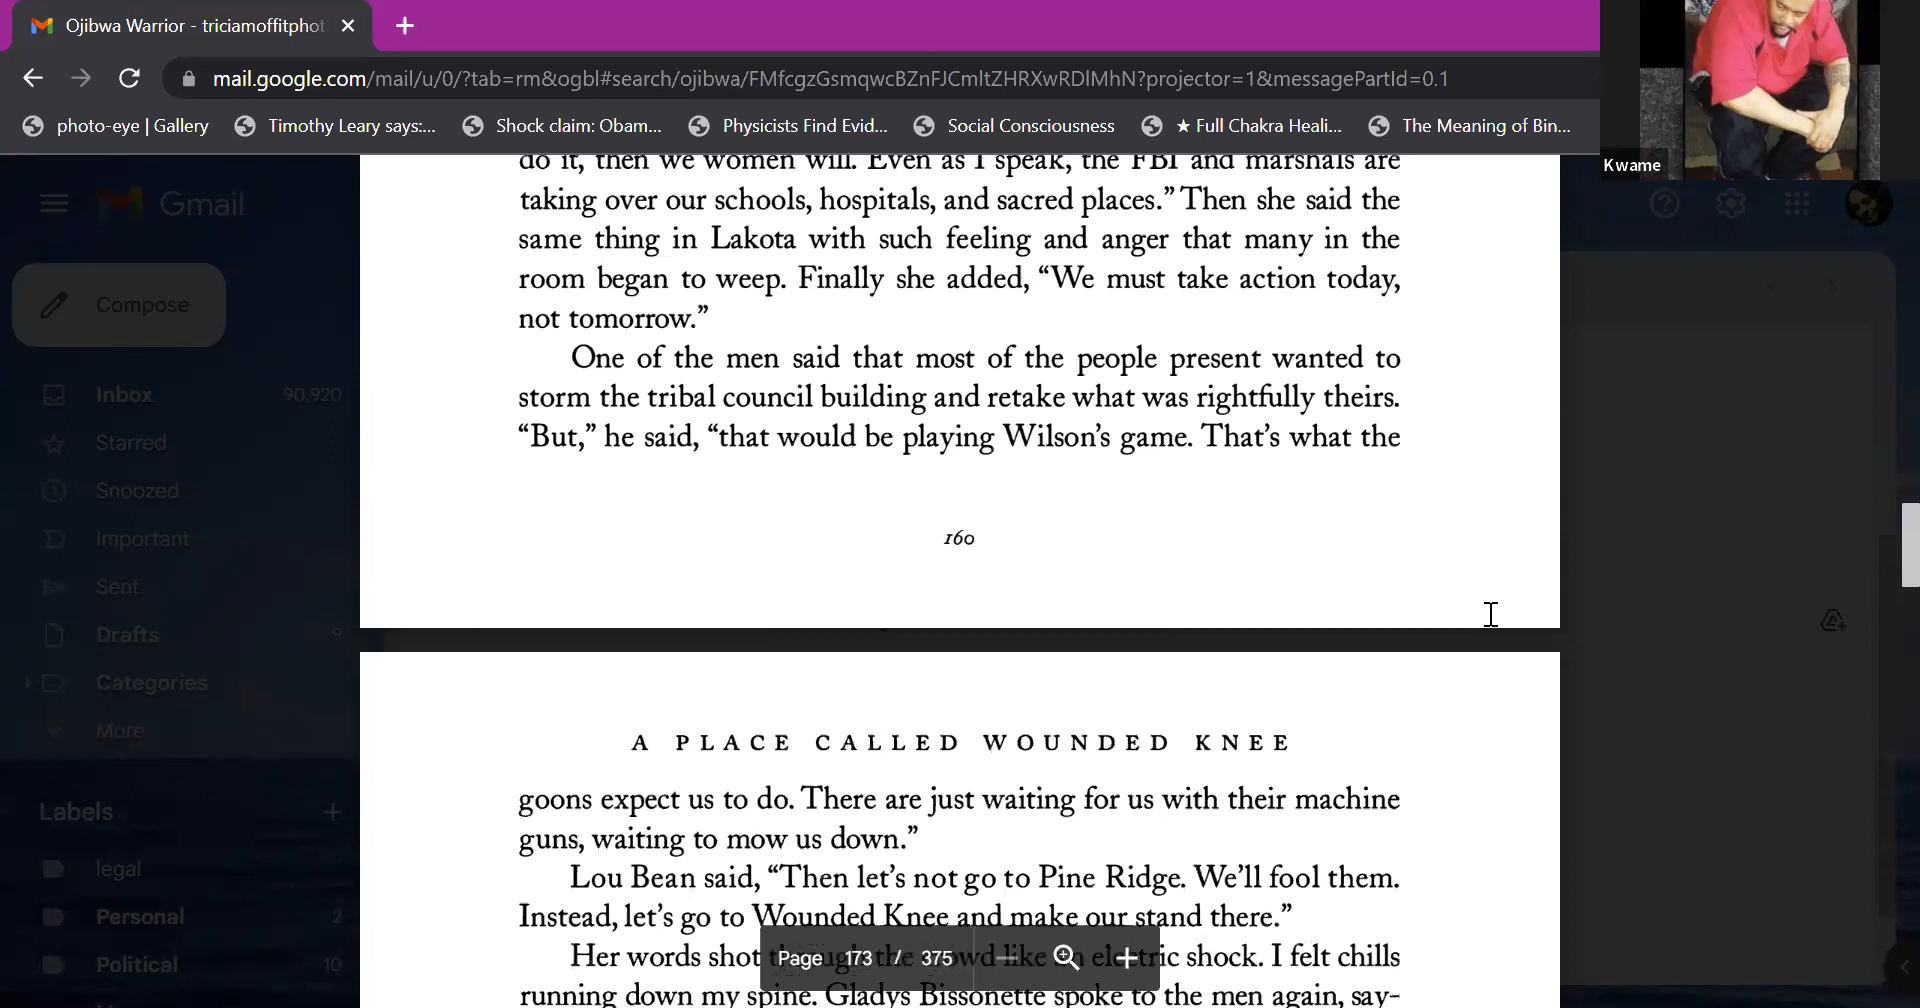 Ojibwa Warrior - triciamoffitphot
mail.google.com/mail/u/0/?tab=rm&ogbl#search/ojibwa/FMfcgzGsmqwcBZnFJCmltZHRXwRDlMhN?projector=1&messagePartId=0.1
photo-eye | Gallery
Timothy Leary says:...
Shock claim: Obam...
Physicists Find Evid...
Social Consciousness
★ Full Chakra Heali...
The Meaning of Bin...
Kwame
Gmail
Compose
Inbox 90,920
Starred
Snoozed
Important
Sent
Drafts 9
Categories
More
Labels
legal
Personal 2
Political 10
do it, then we women will. Even as I speak, the FBI and marshals are
taking over our schools, hospitals, and sacred places.” Then she said the
same thing in Lakota with such feeling and anger that many in the
room began to weep. Finally she added, “We must take action today,
not tomorrow.”
One of the men said that most of the people present wanted to
storm the tribal council building and retake what was rightfully theirs.
“But,” he said, “that would be playing Wilson’s game. That’s what the
160
A PLACE CALLED WOUNDED KNEE
goons expect us to do. There are just waiting for us with their machine
guns, waiting to mow us down.”
Lou Bean said, “Then let’s not go to Pine Ridge. We’ll fool them.
Instead, let’s go to Wounded Knee and make our stand there.”
Her words shot through the crowd like an electric shock. I felt chills
running down my spine. Gladys Bissonette spoke to the men again, say-
Page 173 / 375